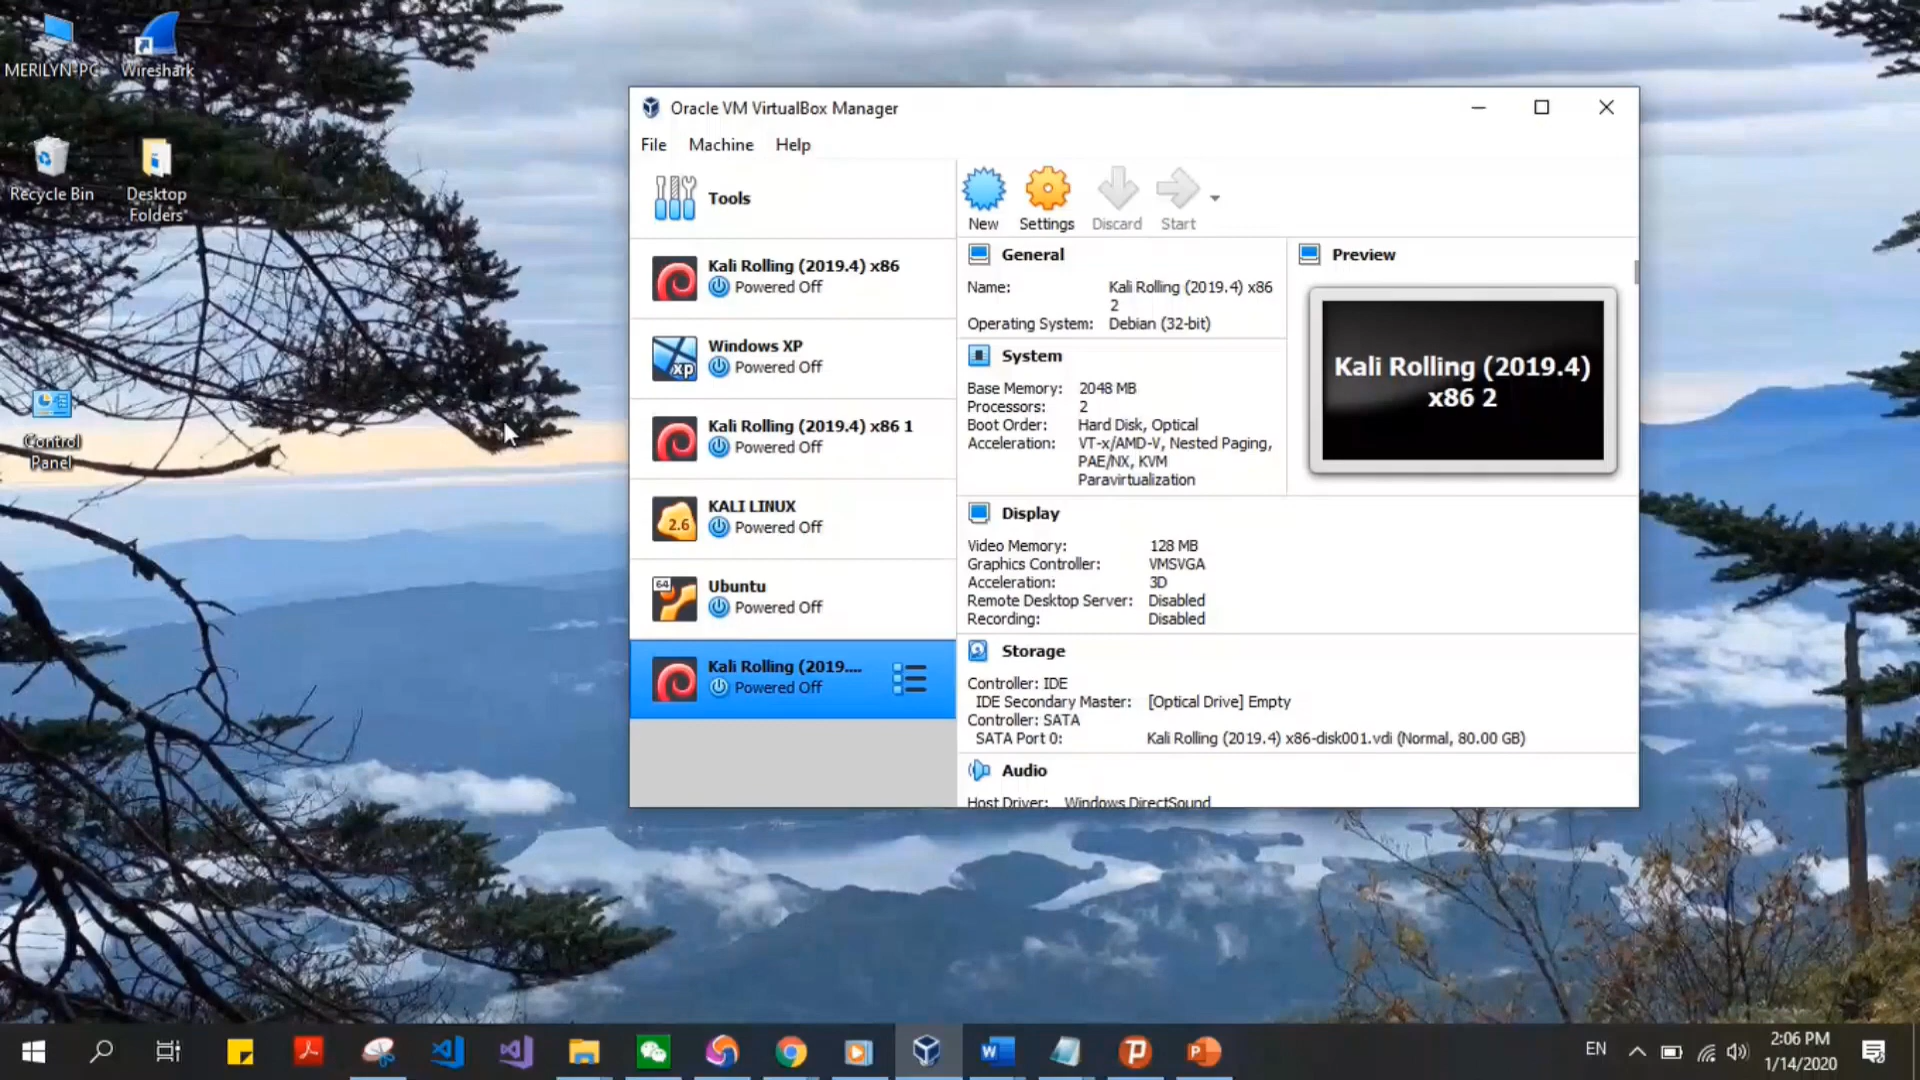 MERILYN-PC
Wireshark
Recycle Bin
Desktop
Folders
Control
Panel
Oracle VM VirtualBox Manager
File Machine Help
Tools
Kali Rolling (2019.4) x86
Powered Off
Windows XP
Powered Off
xp
Kali Rolling (2019.4) x86 1
Powered Off
KALI LINUX
Powered Off
2.6
Ubuntu
Powered Off
64
Kali Rolling (2019....
Powered Off
New Settings Discard Start
General
Name: Kali Rolling (2019.4) x86
2
Operating System: Debian (32-bit)
System
Base Memory: 2048 MB
Processors: 2
Boot Order: Hard Disk, Optical
Acceleration: VT-x/AMD-V, Nested Paging,
PAE/NX, KVM
Paravirtualization
Preview
Kali Rolling (2019.4)
x86 2
Display
Video Memory: 128 MB
Graphics Controller: VMSVGA
Acceleration: 3D
Remote Desktop Server: Disabled
Recording: Disabled
Storage
Controller: IDE
IDE Secondary Master: [Optical Drive] Empty
Controller: SATA
SATA Port 0: Kali Rolling (2019.4) x86-disk001.vdi (Normal, 80.00 GB)
Audio
Host Driver: Windows DirectSound
EN
2:06 PM
1/14/2020